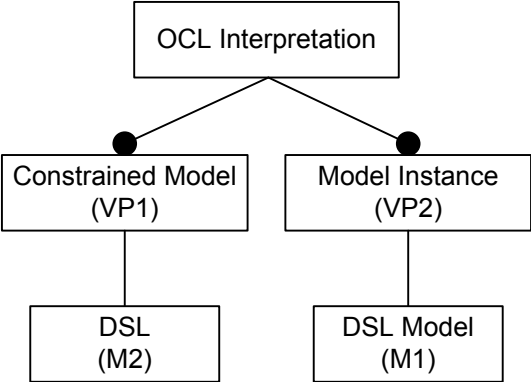 OCL Interpretation
Constrained Model
(VP1)
Model Instance
(VP2)
DSL
(M2)
DSL Model
(M1)